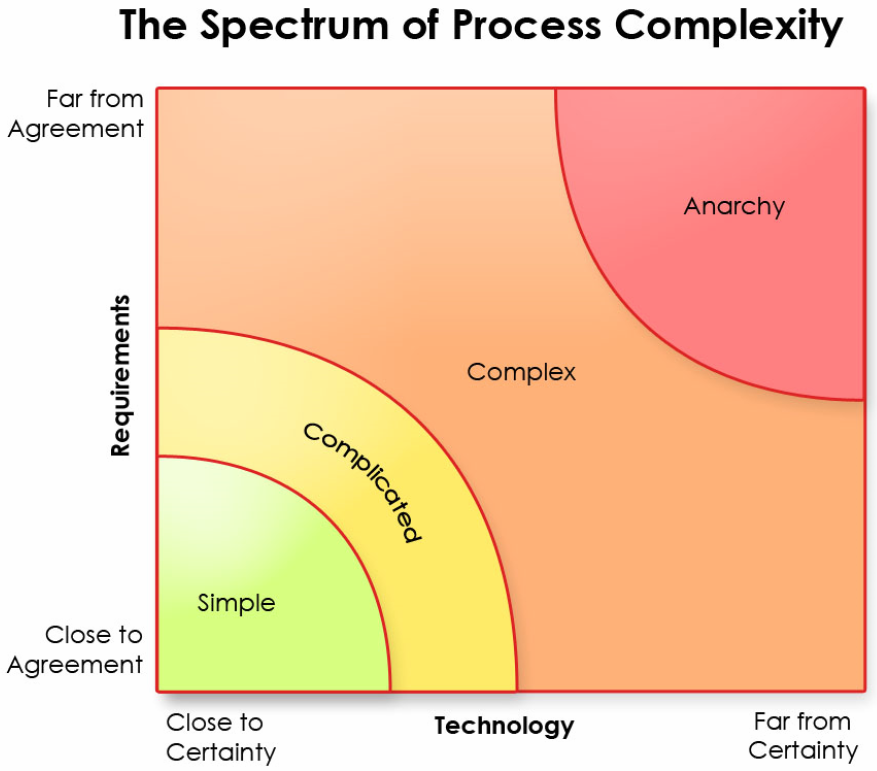 The Spectrum of Process Complexity
Far from
Agreement
Anarchy
Requirements
Complex
Complicated
Simple
Close to
Agreement
Close to
Certainty
Technology
Far from
Certainty